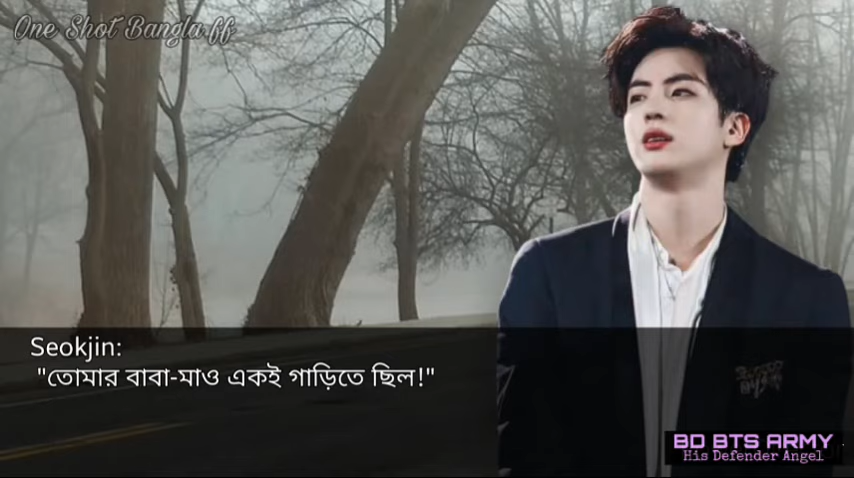 One Shot Bangla ff
Seokjin:
"তোমার বাবা-মাও একই গাড়িতে ছিল!"
BD BTS ARMY
His Defender Angel